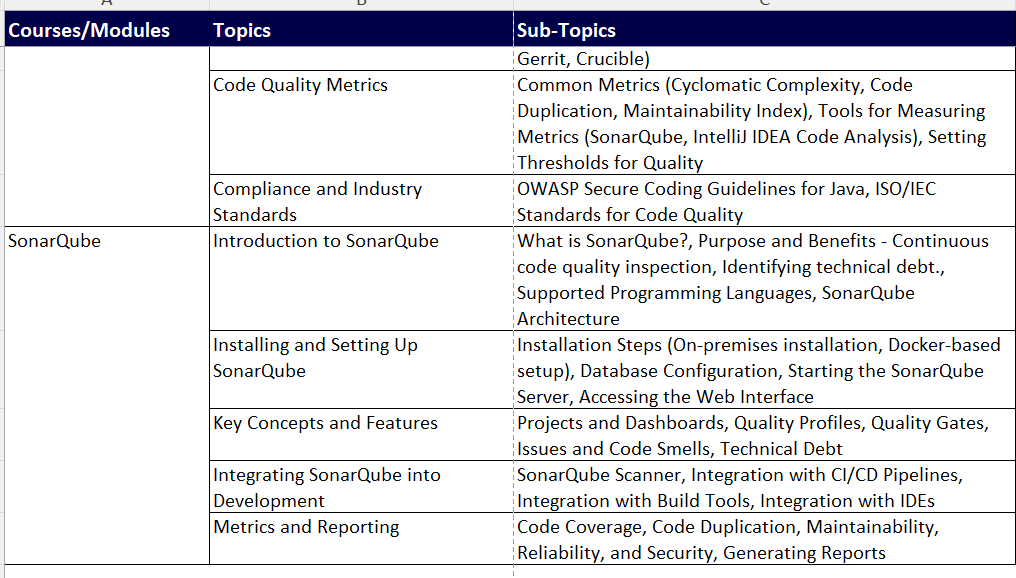 A B C
Courses/Modules Topics Sub-Topics
Gerrit, Crucible)
Code Quality Metrics Common Metrics (Cyclomatic Complexity, Code
Duplication, Maintainability Index), Tools for Measuring
Metrics (SonarQube, IntelliJ IDEA Code Analysis), Setting
Thresholds for Quality
Compliance and Industry OWASP Secure Coding Guidelines for Java, ISO/IEC
Standards Standards for Code Quality
SonarQube Introduction to SonarQube What is SonarQube?, Purpose and Benefits - Continuous
code quality inspection, Identifying technical debt.,
Supported Programming Languages, SonarQube
Architecture
Installing and Setting Up Installation Steps (On-premises installation, Docker-based
SonarQube setup), Database Configuration, Starting the SonarQube
Server, Accessing the Web Interface
Key Concepts and Features Projects and Dashboards, Quality Profiles, Quality Gates,
Issues and Code Smells, Technical Debt
Integrating SonarQube into SonarQube Scanner, Integration with CI/CD Pipelines,
Development Integration with Build Tools, Integration with IDEs
Metrics and Reporting Code Coverage, Code Duplication, Maintainability,
Reliability, and Security, Generating Reports